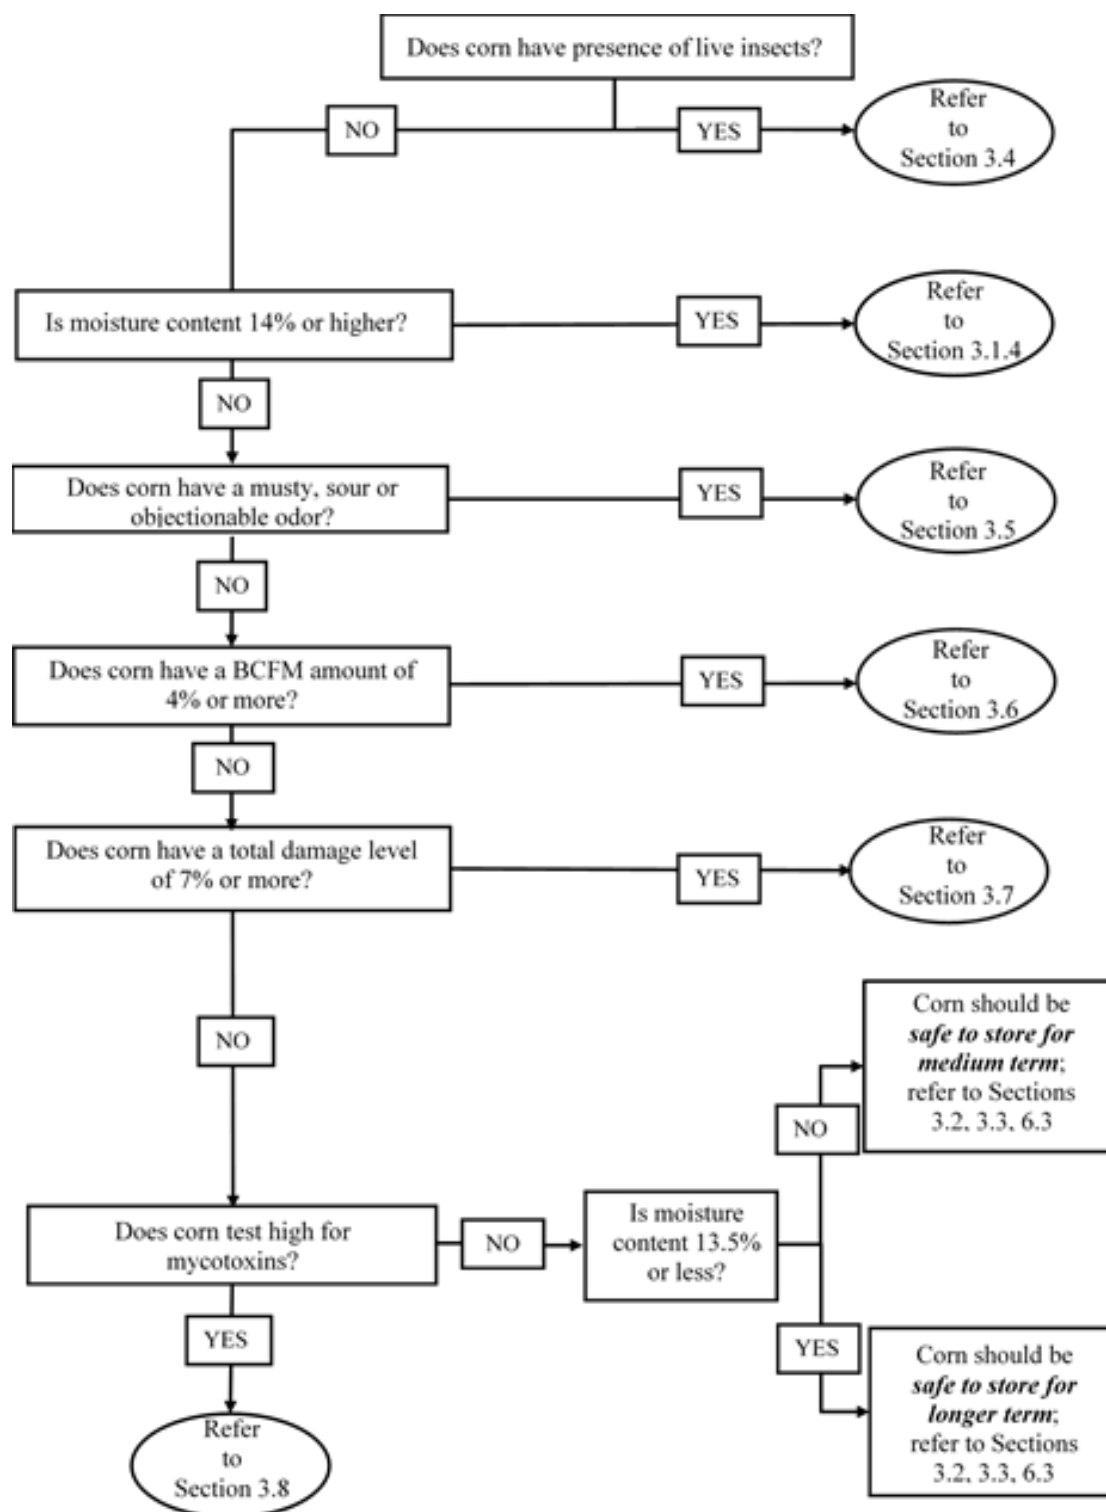 Does corn have presence of live insects?
NO
YES
Refer
to
Section 3.4
Is moisture content 14% or higher?
YES
Refer
to
Section 3.1.4
NO
Does corn have a musty, sour or
objectionable odor?
YES
Refer
to
Section 3.5
NO
Does corn have a BCFM amount of
4% or more?
YES
Refer
to
Section 3.6
NO
Does corn have a total damage level
of 7% or more?
YES
Refer
to
Section 3.7
NO
Does corn test high for
mycotoxins?
NO
Is moisture
content 13.5%
or less?
NO
Corn should be
safe to store for
medium term;
refer to Sections
3.2, 3.3, 6.3
YES
Corn should be
safe to store for
longer term;
refer to Sections
3.2, 3.3, 6.3
YES
Refer
to
Section 3.8